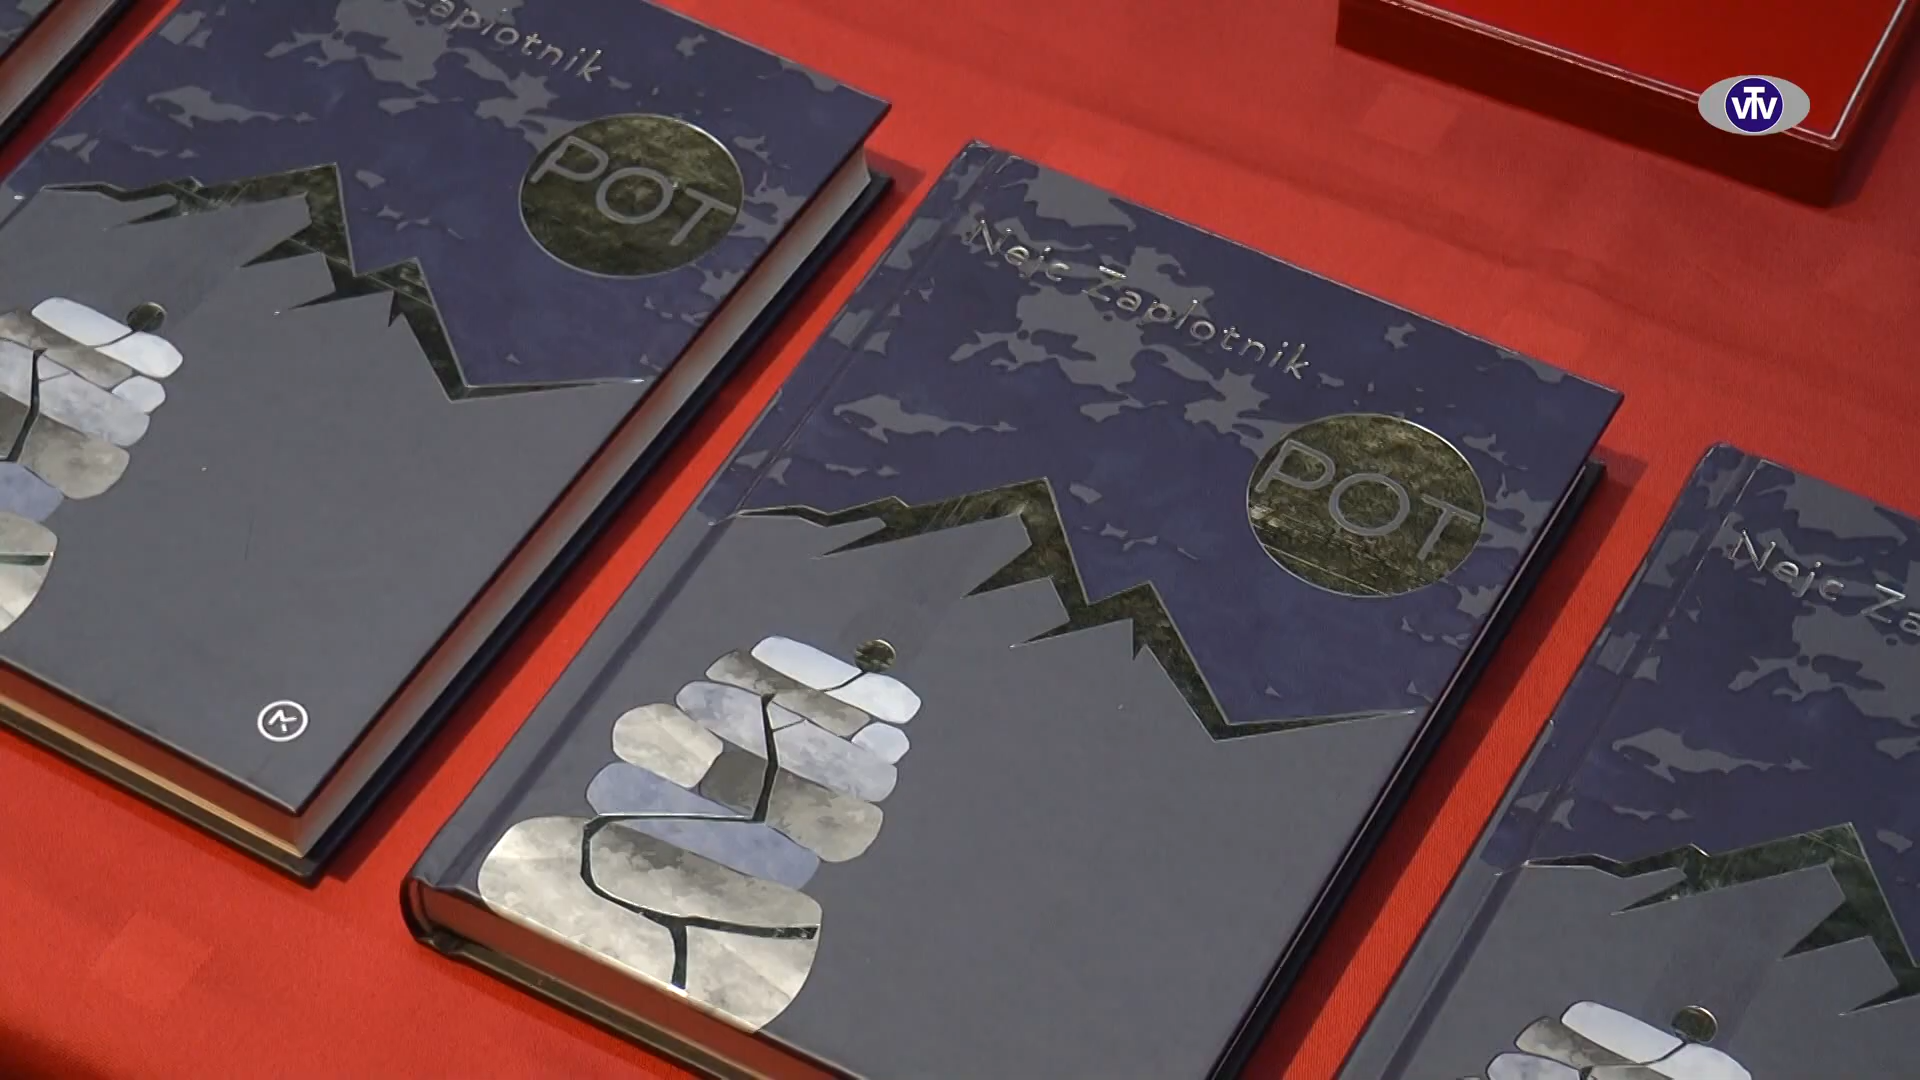 Zaplotnik
POT
VTV
Nejc Zaplotnik
POT
Nejc Za